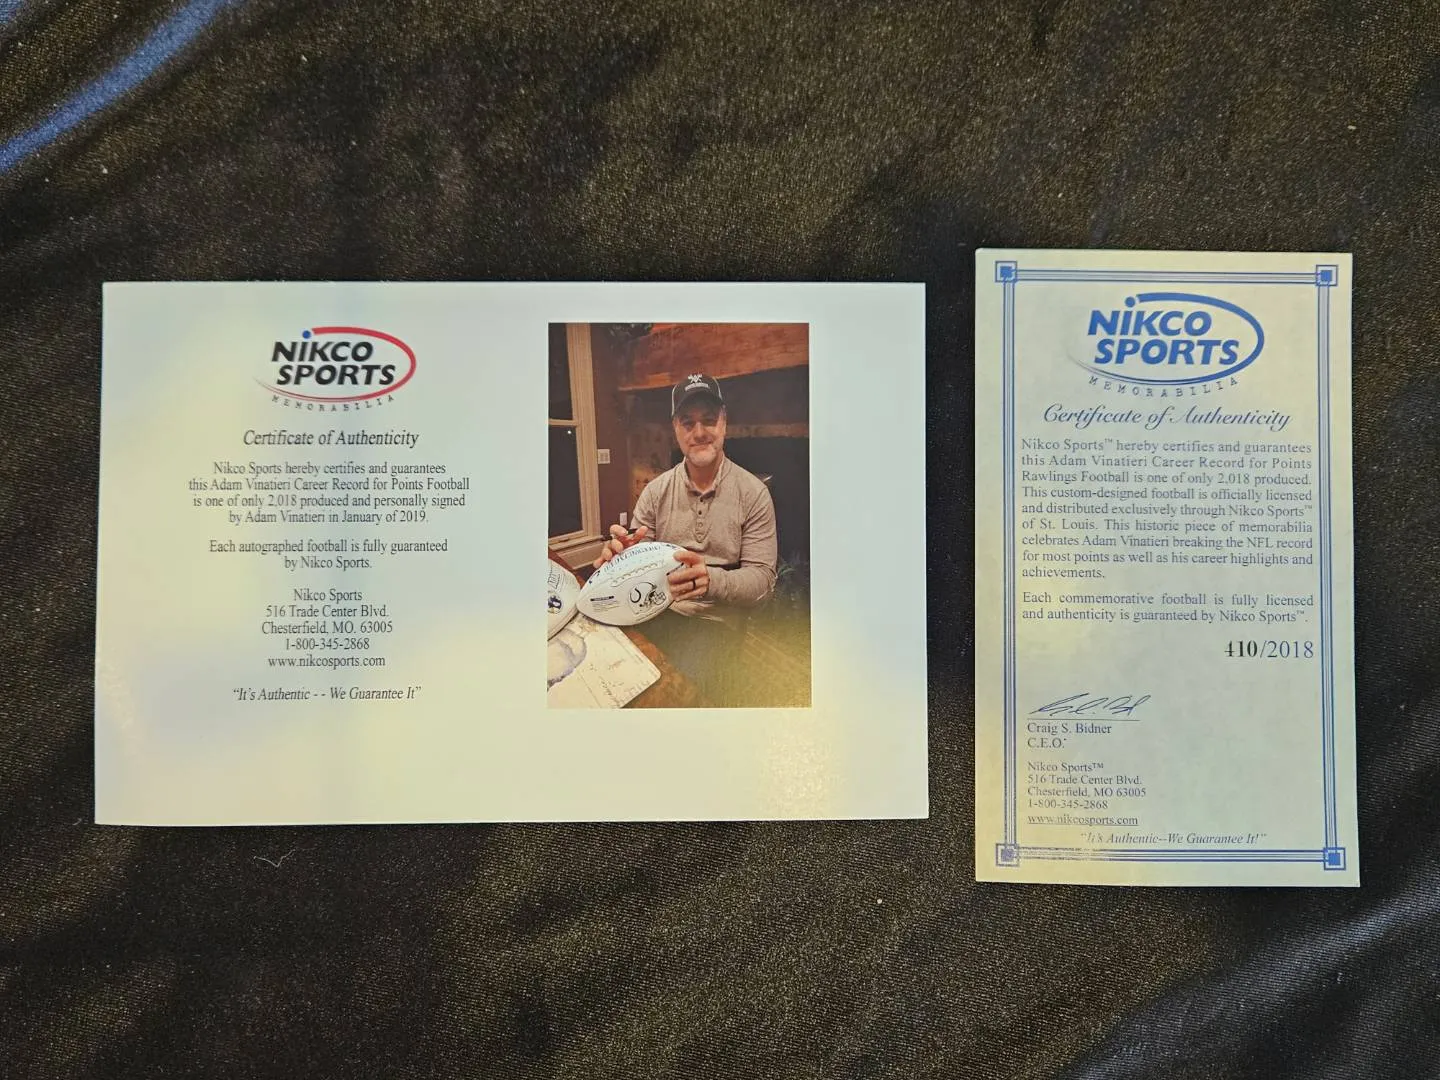 NiKCO
SPORTS
MEMORABILIA
Certificate of Authenticity
Nikco Sports hereby certifies and guarantees
this Adam Vinatieri Career Record for Points Football
is one of only 2,018 produced and personally signed
by Adam Vinatieri in January of 2019.
Each autographed football is fully guaranteed
by Nikco Sports.
Nikco Sports
516 Trade Center Blvd.
Chesterfield, MO. 63005
1-800-345-2868
www.nikcosports.com
“It's Authentic - - We Guarantee It”
NiKCO
SPORTS
MEMORABILIA
Certificate of Authenticity
Nikco Sports™ hereby certifies and guarantees
this Adam Vinatieri Career Record for Points
Rawlings Football is one of only 2,018 produced.
This custom-designed football is officially licensed
and distributed exclusively through Nikco Sports™
of St. Louis. This historic piece of memorabilia
celebrates Adam Vinatieri breaking the NFL record
for most points as well as his career highlights and
achievements.
Each commemorative football is fully licensed
and authenticity is guaranteed by Nikco Sports™.
410/2018
Craig S. Bidner
C.E.O.
Nikco Sports™
516 Trade Center Blvd.
Chesterfield, MO 63005
1-800-345-2868
www.nikcosports.com
“It's Authentic--We Guarantee It!”